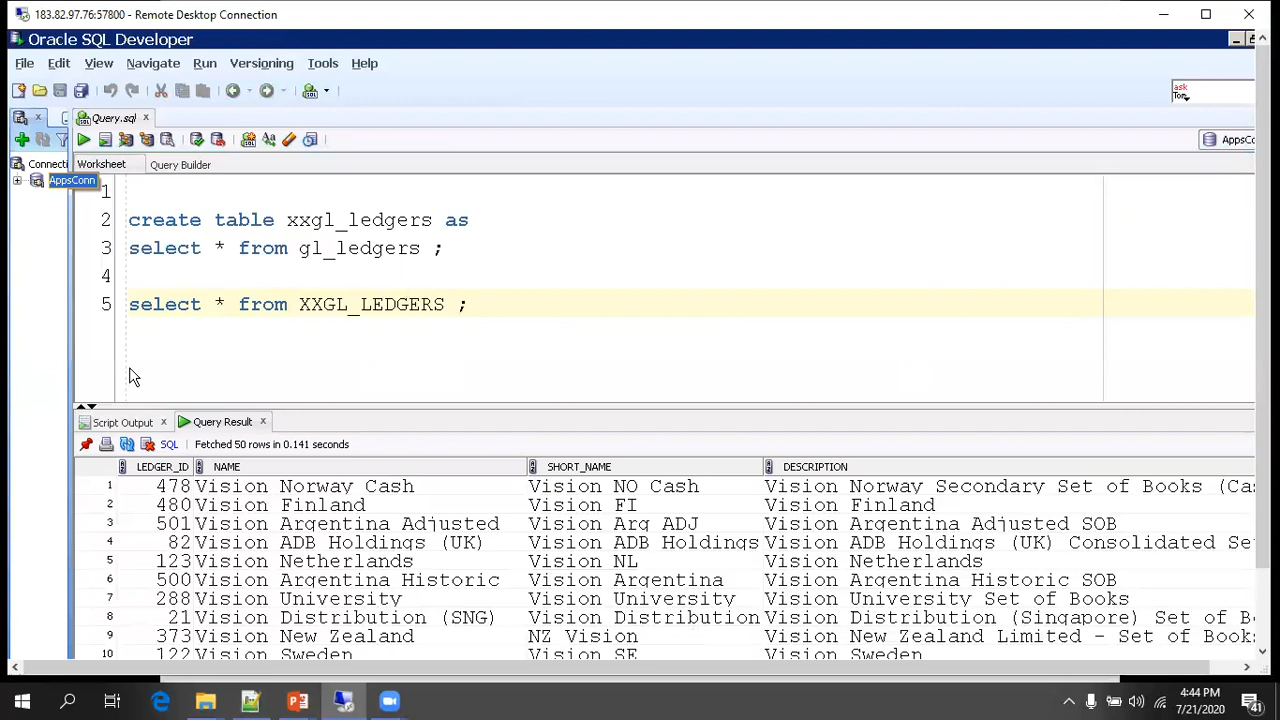 183.82.97.76:57800 - Remote Desktop Connection
Oracle SQL Developer
File Edit View Navigate Run Versioning Tools Help
ask
Tom
Query.sql
AppsCo
Connecti Worksheet Query Builder
AppsConn
1
2 create table xxgl_ledgers as
3 select * from gl_ledgers ;
4
5 select * from XXGL_LEDGERS ;
Script Output Query Result
SQL Fetched 50 rows in 0.141 seconds
LEDGER_ID NAME SHORT_NAME DESCRIPTION
1 478 Vision Norway Cash Vision NO Cash Vision Norway Secondary Set of Books (Cas
2 480 Vision Finland Vision FI Vision Finland
3 501 Vision Argentina Adjusted Vision Arg ADJ Vision Argentina Adjusted SOB
4 82 Vision ADB Holdings (UK) Vision ADB Holdings Vision ADB Holdings (UK) Consolidated Se
5 123 Vision Netherlands Vision NL Vision Netherlands
6 500 Vision Argentina Historic Vision Argentina Vision Argentina Historic SOB
7 288 Vision University Vision University Vision University Set of Books
8 21 Vision Distribution (SNG) Vision Distribution Vision Distribution (Singapore) Set of B
9 373 Vision New Zealand NZ Vision Vision New Zealand Limited - Set of Book
10 122 Vision Sweden Vision SE Vision Sweden
4:44 PM
7/21/2020
41